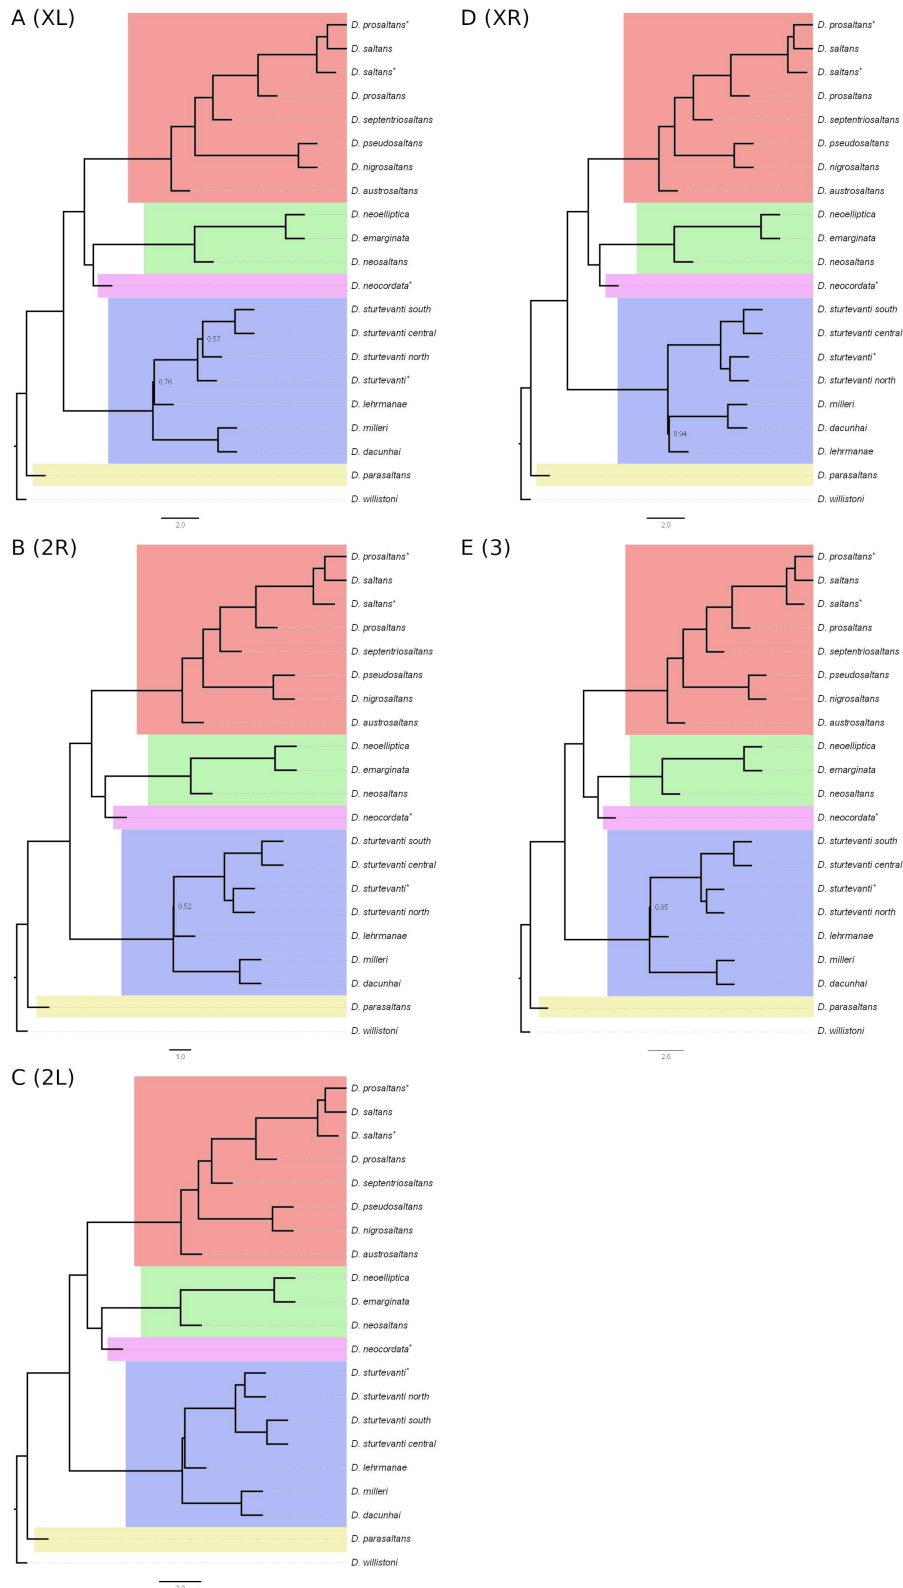 A (XL)
D. prosaltans*
D. saltans
D. saltans*
D. prosaltans
D. septentriosaltans
D. pseudosaltans
D. nigrosaltans
D. austrosaltans
D. neoelliptica
D. emarginata
D. neosaltans
D. neocordata*
D. sturtevanti south
D. sturtevanti central
0.57
D. sturtevanti north
D. sturtevanti*
0.76
D. lehrmanae
D. milleri
D. dacunhai
D. parasaltans
D. willistoni
2.0
D (XR)
D. prosaltans*
D. saltans
D. saltans*
D. prosaltans
D. septentriosaltans
D. pseudosaltans
D. nigrosaltans
D. austrosaltans
D. neoelliptica
D. emarginata
D. neosaltans
D. neocordata*
D. sturtevanti south
D. sturtevanti central
D. sturtevanti*
D. sturtevanti north
D. milleri
D. dacunhai
0.94
D. lehrmanae
D. parasaltans
D. willistoni
2.0
B (2R)
D. prosaltans*
D. saltans
D. saltans*
D. prosaltans
D. septentriosaltans
D. pseudosaltans
D. nigrosaltans
D. austrosaltans
D. neoelliptica
D. emarginata
D. neosaltans
D. neocordata*
D. sturtevanti south
D. sturtevanti central
D. sturtevanti*
0.52
D. sturtevanti north
D. lehrmanae
D. milleri
D. dacunhai
D. parasaltans
D. willistoni
1.0
E (3)
D. prosaltans*
D. saltans
D. saltans*
D. prosaltans
D. septentriosaltans
D. pseudosaltans
D. nigrosaltans
D. austrosaltans
D. neoelliptica
D. emarginata
D. neosaltans
D. neocordata*
D. sturtevanti south
D. sturtevanti central
D. sturtevanti*
0.85
D. sturtevanti north
D. lehrmanae
D. milleri
D. dacunhai
D. parasaltans
D. willistoni
2.0
C (2L)
D. prosaltans*
D. saltans
D. saltans*
D. prosaltans
D. septentriosaltans
D. pseudosaltans
D. nigrosaltans
D. austrosaltans
D. neoelliptica
D. emarginata
D. neosaltans
D. neocordata*
D. sturtevanti*
D. sturtevanti north
D. sturtevanti south
D. sturtevanti central
D. lehrmanae
D. milleri
D. dacunhai
D. parasaltans
D. willistoni